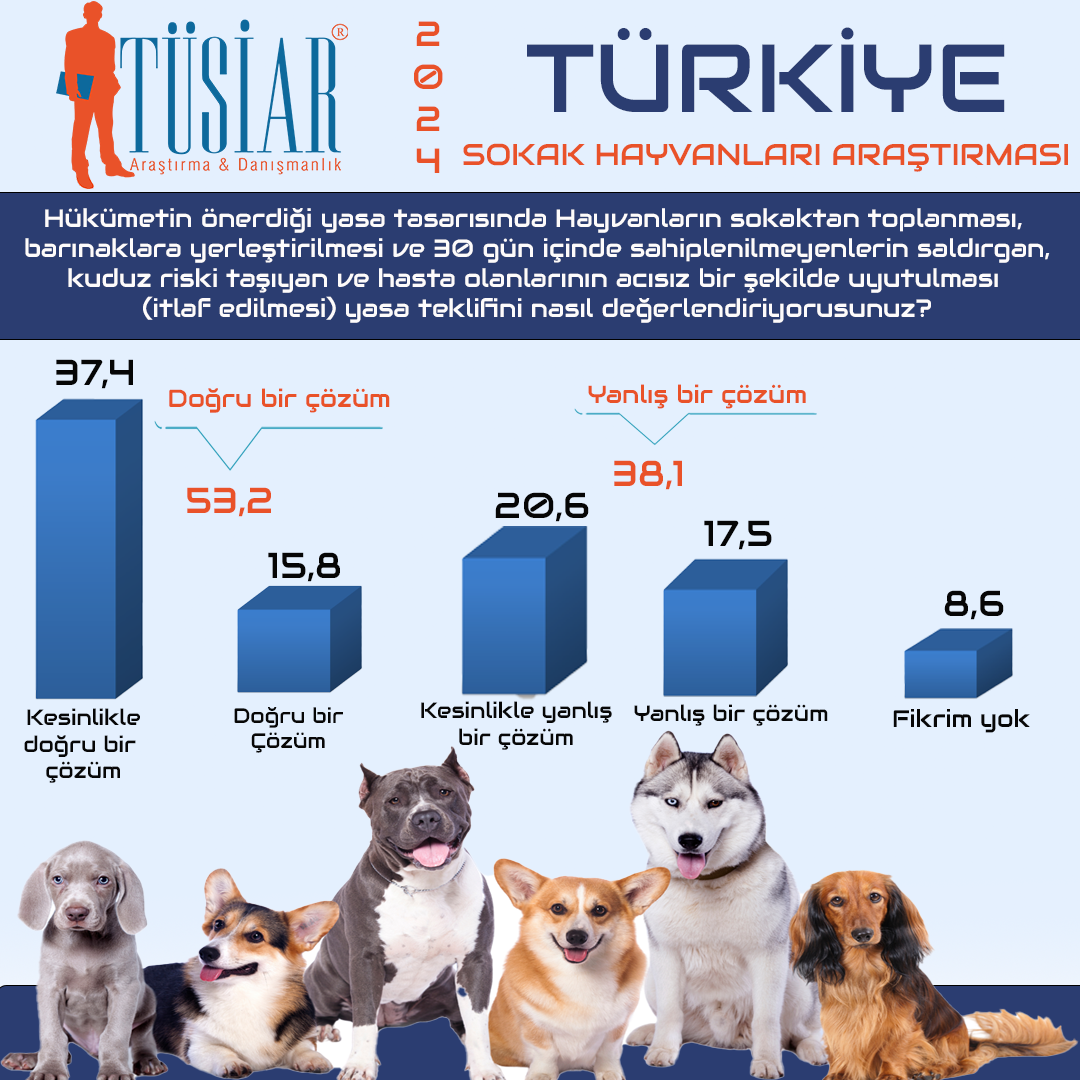 TÜSİAR®
Araştırma & Danışmanlık
2024
TÜRKİYE
SOKAK HAYVANLARI ARAŞTIRMASI
Hükümetin önerdiği yasa tasarısında Hayvanların sokaktan toplanması,
barınaklara yerleştirilmesi ve 30 gün içinde sahiplenilmeyenlerin saldırgan,
kuduz riski taşıyan ve hasta olanlarının acısız bir şekilde uyutulması
(itlaf edilmesi) yasa teklifini nasıl değerlendiriyorusunuz?
37,4
Doğru bir çözüm
53,2
15,8
Yanlış bir çözüm
38,1
20,6
17,5
8,6
Kesinlikle
doğru bir
çözüm
Doğru bir
Çözüm
Kesinlikle yanlış
bir çözüm
Yanlış bir çözüm
Fikrim yok